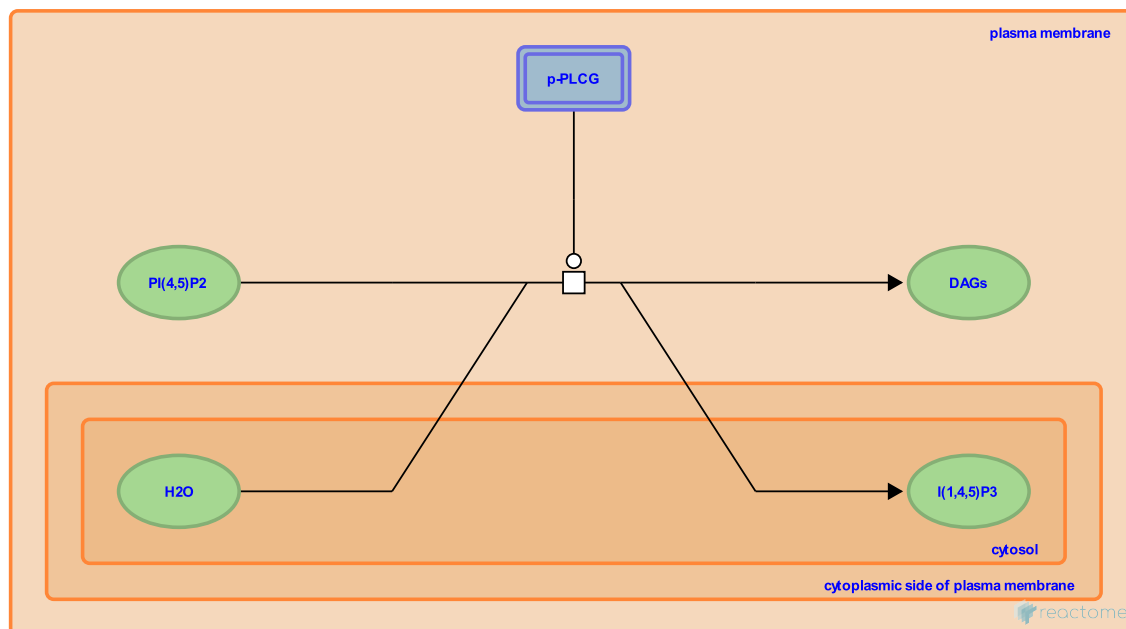 plasma membrane
p-PLCG
PI(4,5)P2
DAGs
H2O
I(1,4,5)P3
cytosol
cytoplasmic side of plasma membrane
reactome